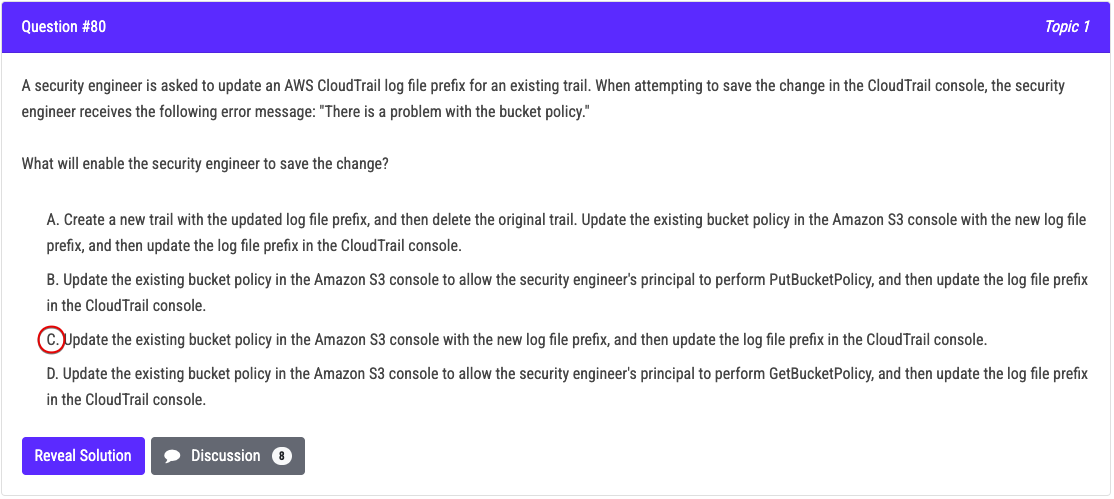 Question #80
Topic 1
A security engineer is asked to update an AWS CloudTrail log file prefix for an existing trail. When attempting to save the change in the CloudTrail console, the security
engineer receives the following error message: "There is a problem with the bucket policy."
What will enable the security engineer to save the change?
A. Create a new trail with the updated log file prefix, and then delete the original trail. Update the existing bucket policy in the Amazon S3 console with the new log file
prefix, and then update the log file prefix in the CloudTrail console.
B. Update the existing bucket policy in the Amazon S3 console to allow the security engineer's principal to perform PutBucketPolicy, and then update the log file prefix
in the CloudTrail console.
C. Update the existing bucket policy in the Amazon S3 console with the new log file prefix, and then update the log file prefix in the CloudTrail console.
D. Update the existing bucket policy in the Amazon S3 console to allow the security engineer's principal to perform GetBucketPolicy, and then update the log file prefix
in the CloudTrail console.
Reveal Solution
Discussion 8